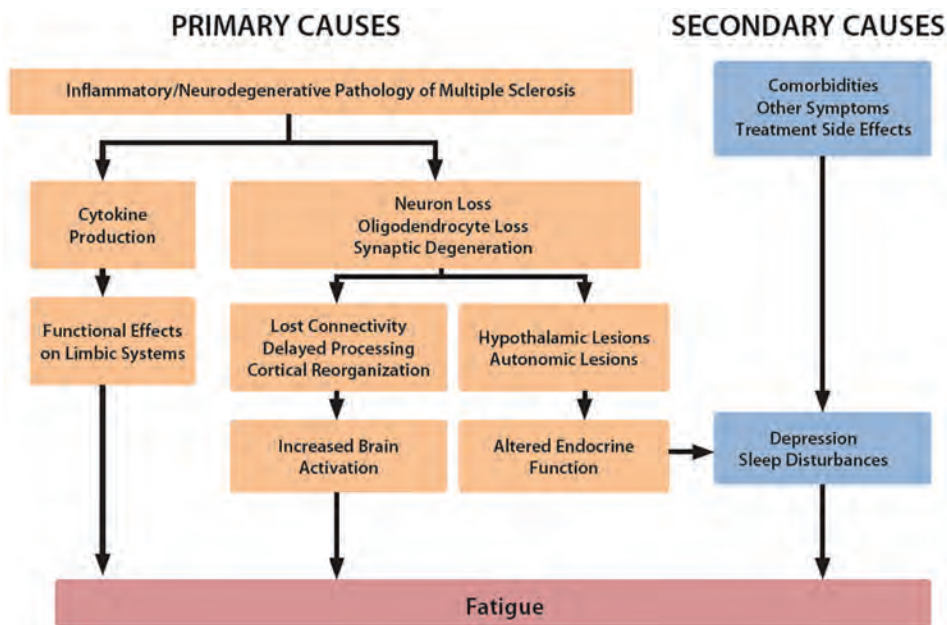 PRIMARY CAUSES
SECONDARY CAUSES
Inflammatory/Neurodegenerative Pathology of Multiple Sclerosis
Comorbidities
Other Symptoms
Treatment Side Effects
Cytokine
Production
Neuron Loss
Oligodendrocyte Loss
Synaptic Degeneration
Functional Effects
on Limbic Systems
Lost Connectivity
Delayed Processing
Cortical Reorganization
Hypothalamic Lesions
Autonomic Lesions
Increased Brain
Activation
Altered Endocrine
Function
Depression
Sleep Disturbances
Fatigue